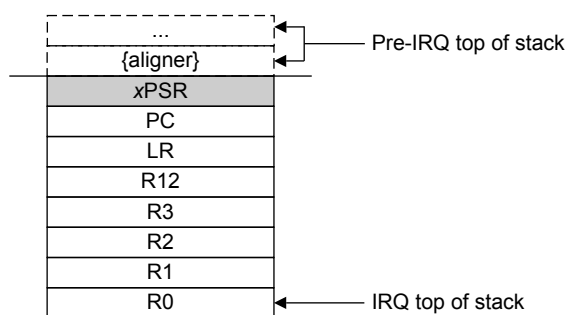 ...
Pre-IRQ top of stack
{aligner}
xPSR
PC
LR
R12
R3
R2
R1
R0
IRQ top of stack